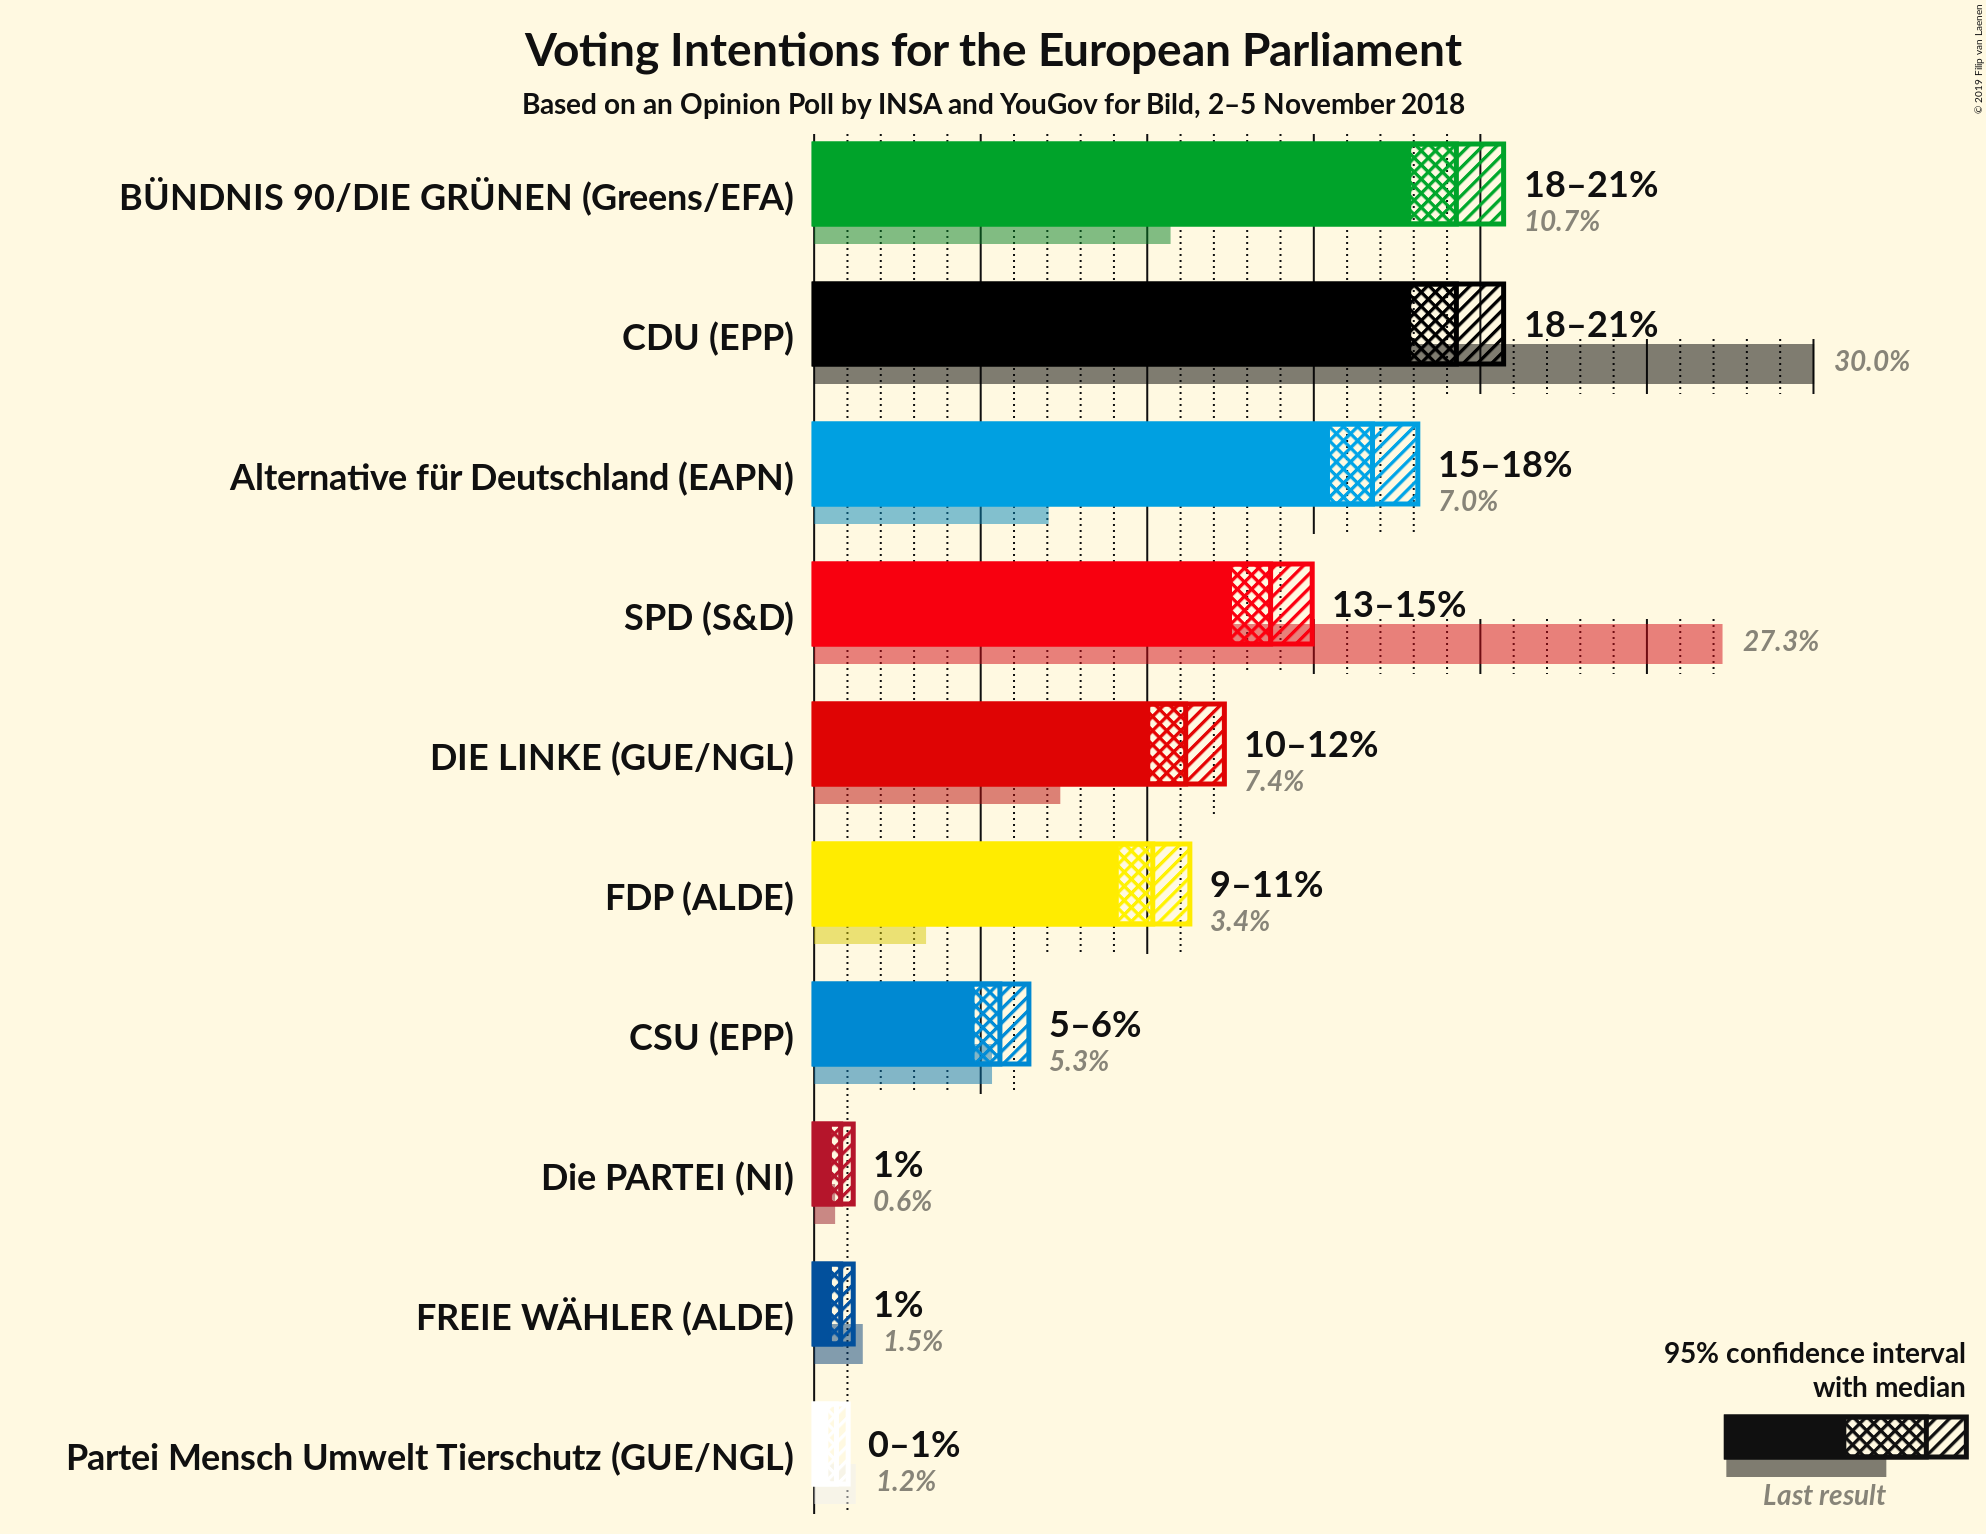 Voting Intentions for the European Parliament
Based on an Opinion Poll by INSA and YouGov for Bild, 2–5 November 2018
© 2019 Filip van Laenen
BÜNDNIS 90/DIE GRÜNEN (Greens/EFA)
18–21%
10.7%
CDU (EPP)
18–21%
30.0%
Alternative für Deutschland (EAPN)
15–18%
7.0%
SPD (S&D)
13–15%
27.3%
DIE LINKE (GUE/NGL)
10–12%
7.4%
FDP (ALDE)
9–11%
3.4%
CSU (EPP)
5–6%
5.3%
Die PARTEI (NI)
1%
0.6%
FREIE WÄHLER (ALDE)
1%
1.5%
Partei Mensch Umwelt Tierschutz (GUE/NGL)
0–1%
1.2%
95% confidence interval
with median
Last result